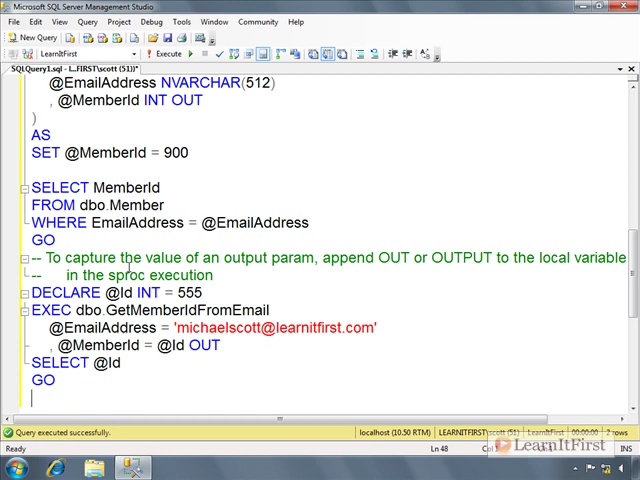 Microsoft SQL Server Management Studio
File Edit View Query Project Debug Tools Window Community Help
New Query
LearnItFirst Execute
SQLQuery1.sql - l...FIRST\scott (51))*
@EmailAddress NVARCHAR(512)
, @MemberId INT OUT
)
AS
SET @MemberId = 900
SELECT MemberId
FROM dbo.Member
WHERE EmailAddress = @EmailAddress
GO
-- To capture the value of an output param, append OUT or OUTPUT to the local variable
-- in the sproc execution
DECLARE @Id INT = 555
EXEC dbo.GetMemberIdFromEmail
@EmailAddress = 'michaelscott@learnitfirst.com'
, @MemberId = @Id OUT
SELECT @Id
GO
Query executed successfully. localhost (10.50 RTM) LEARNITFIRST\scott (51) LearnItFirst 00:00:00 2 rows
LearnItFirst
Ready Ln 48 INS